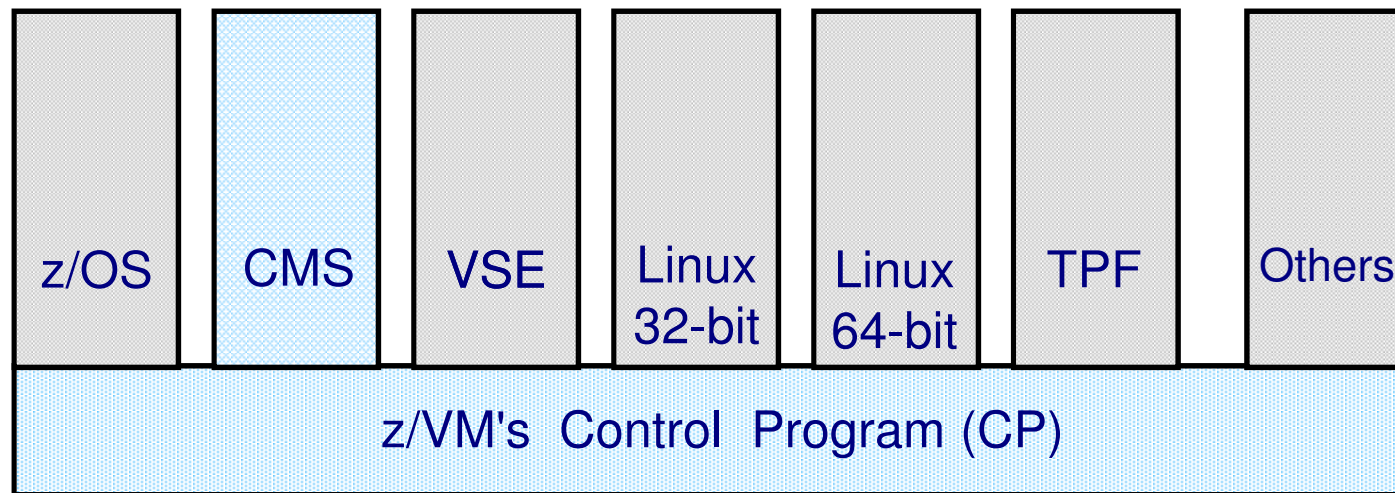 z/OS
CMS
VSE
Linux
32-bit
Linux
64-bit
TPF
Others
z/VM's Control Program (CP)